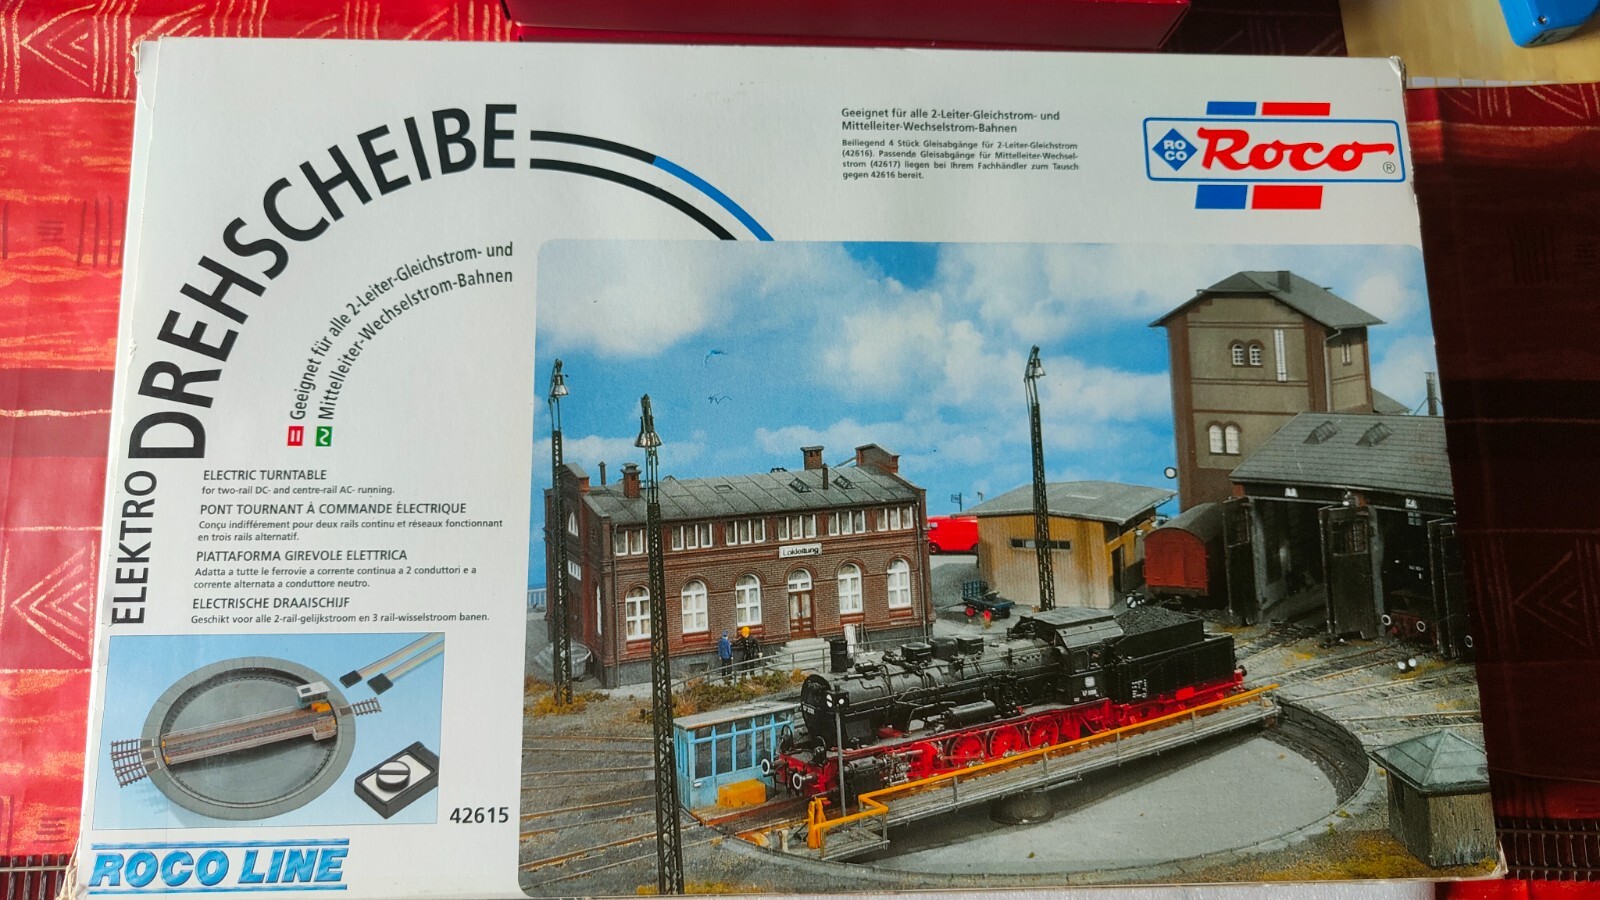 ELEKTRO
DREHSCHEIBE
Geeignet für alle 2-Leiter-Gleichstrom- und
Mittelleiter-Wechselstrom-Bahnen
Geeignet für alle 2-Leiter-Gleichstrom- und
Mittelleiter-Wechselstrom-Bahnen
Beiliegend 4 Stück Gleisabgänge für 2-Leiter-Gleichstrom
(42616). Passende Gleisabgänge für Mittelleiter-Wechsel-
strom (42617) liegen bei Ihrem Fachhändler zum Tausch
gegen 42616 bereit.
RO
CO
Roco ®
ELECTRIC TURNTABLE
for two-rail DC- and centre-rail AC- running.
PONT TOURNANT À COMMANDE ÉLECTRIQUE
Conçu indifférement pour deux rails continu et réseaux fonctionnant
en trois rails alternatif.
PIATTAFORMA GIREVOLE ELETTRICA
Adatta a tutte le ferrovie a corrente continua a 2 conduttori e a
corrente alternata a conduttore neutro.
ELECTRISCHE DRAAISCHIJF
Geschikt voor alle 2-rail-gelijkstroom en 3 rail-wisselstroom banen.
Lokleitung
42615
ROCO LINE